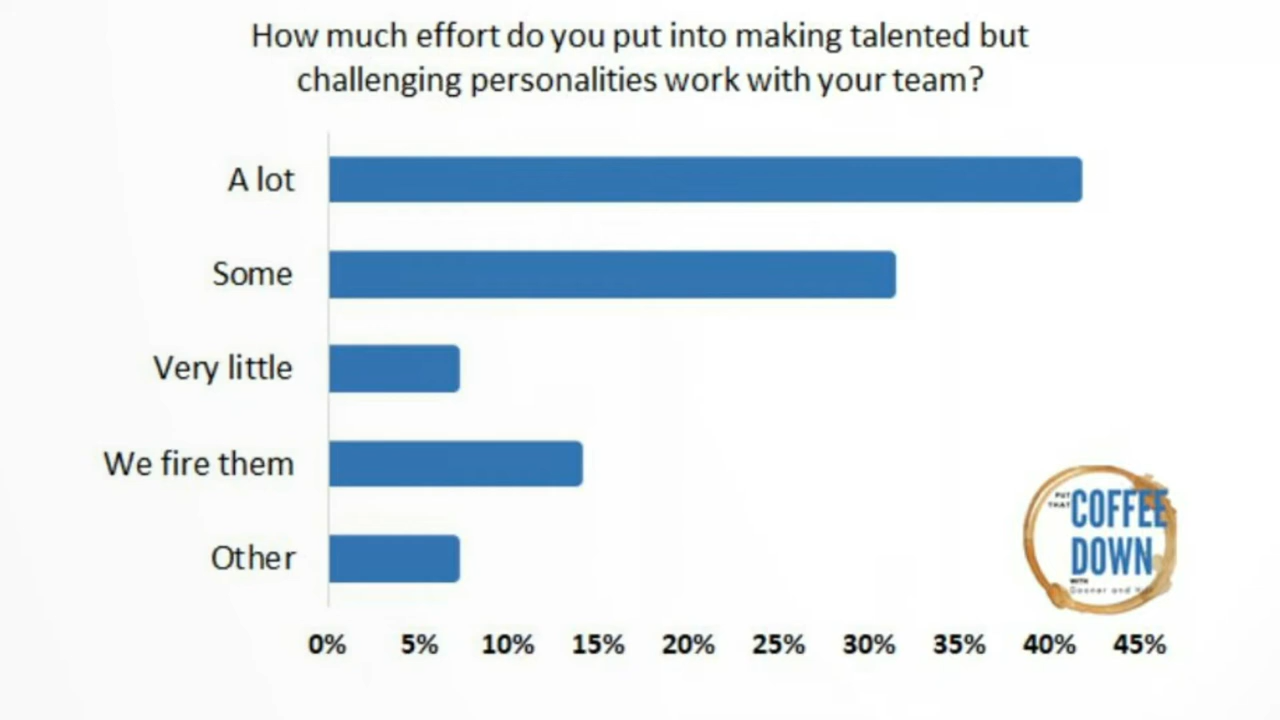 How much effort do you put into making talented but
challenging personalities work with your team?
A lot
Some
Very little
We fire them
Other
0% 5% 10% 15% 20% 25% 30% 35% 40% 45%
PUT
THAT
COFFEE
DOWN
WITH
Dooner and